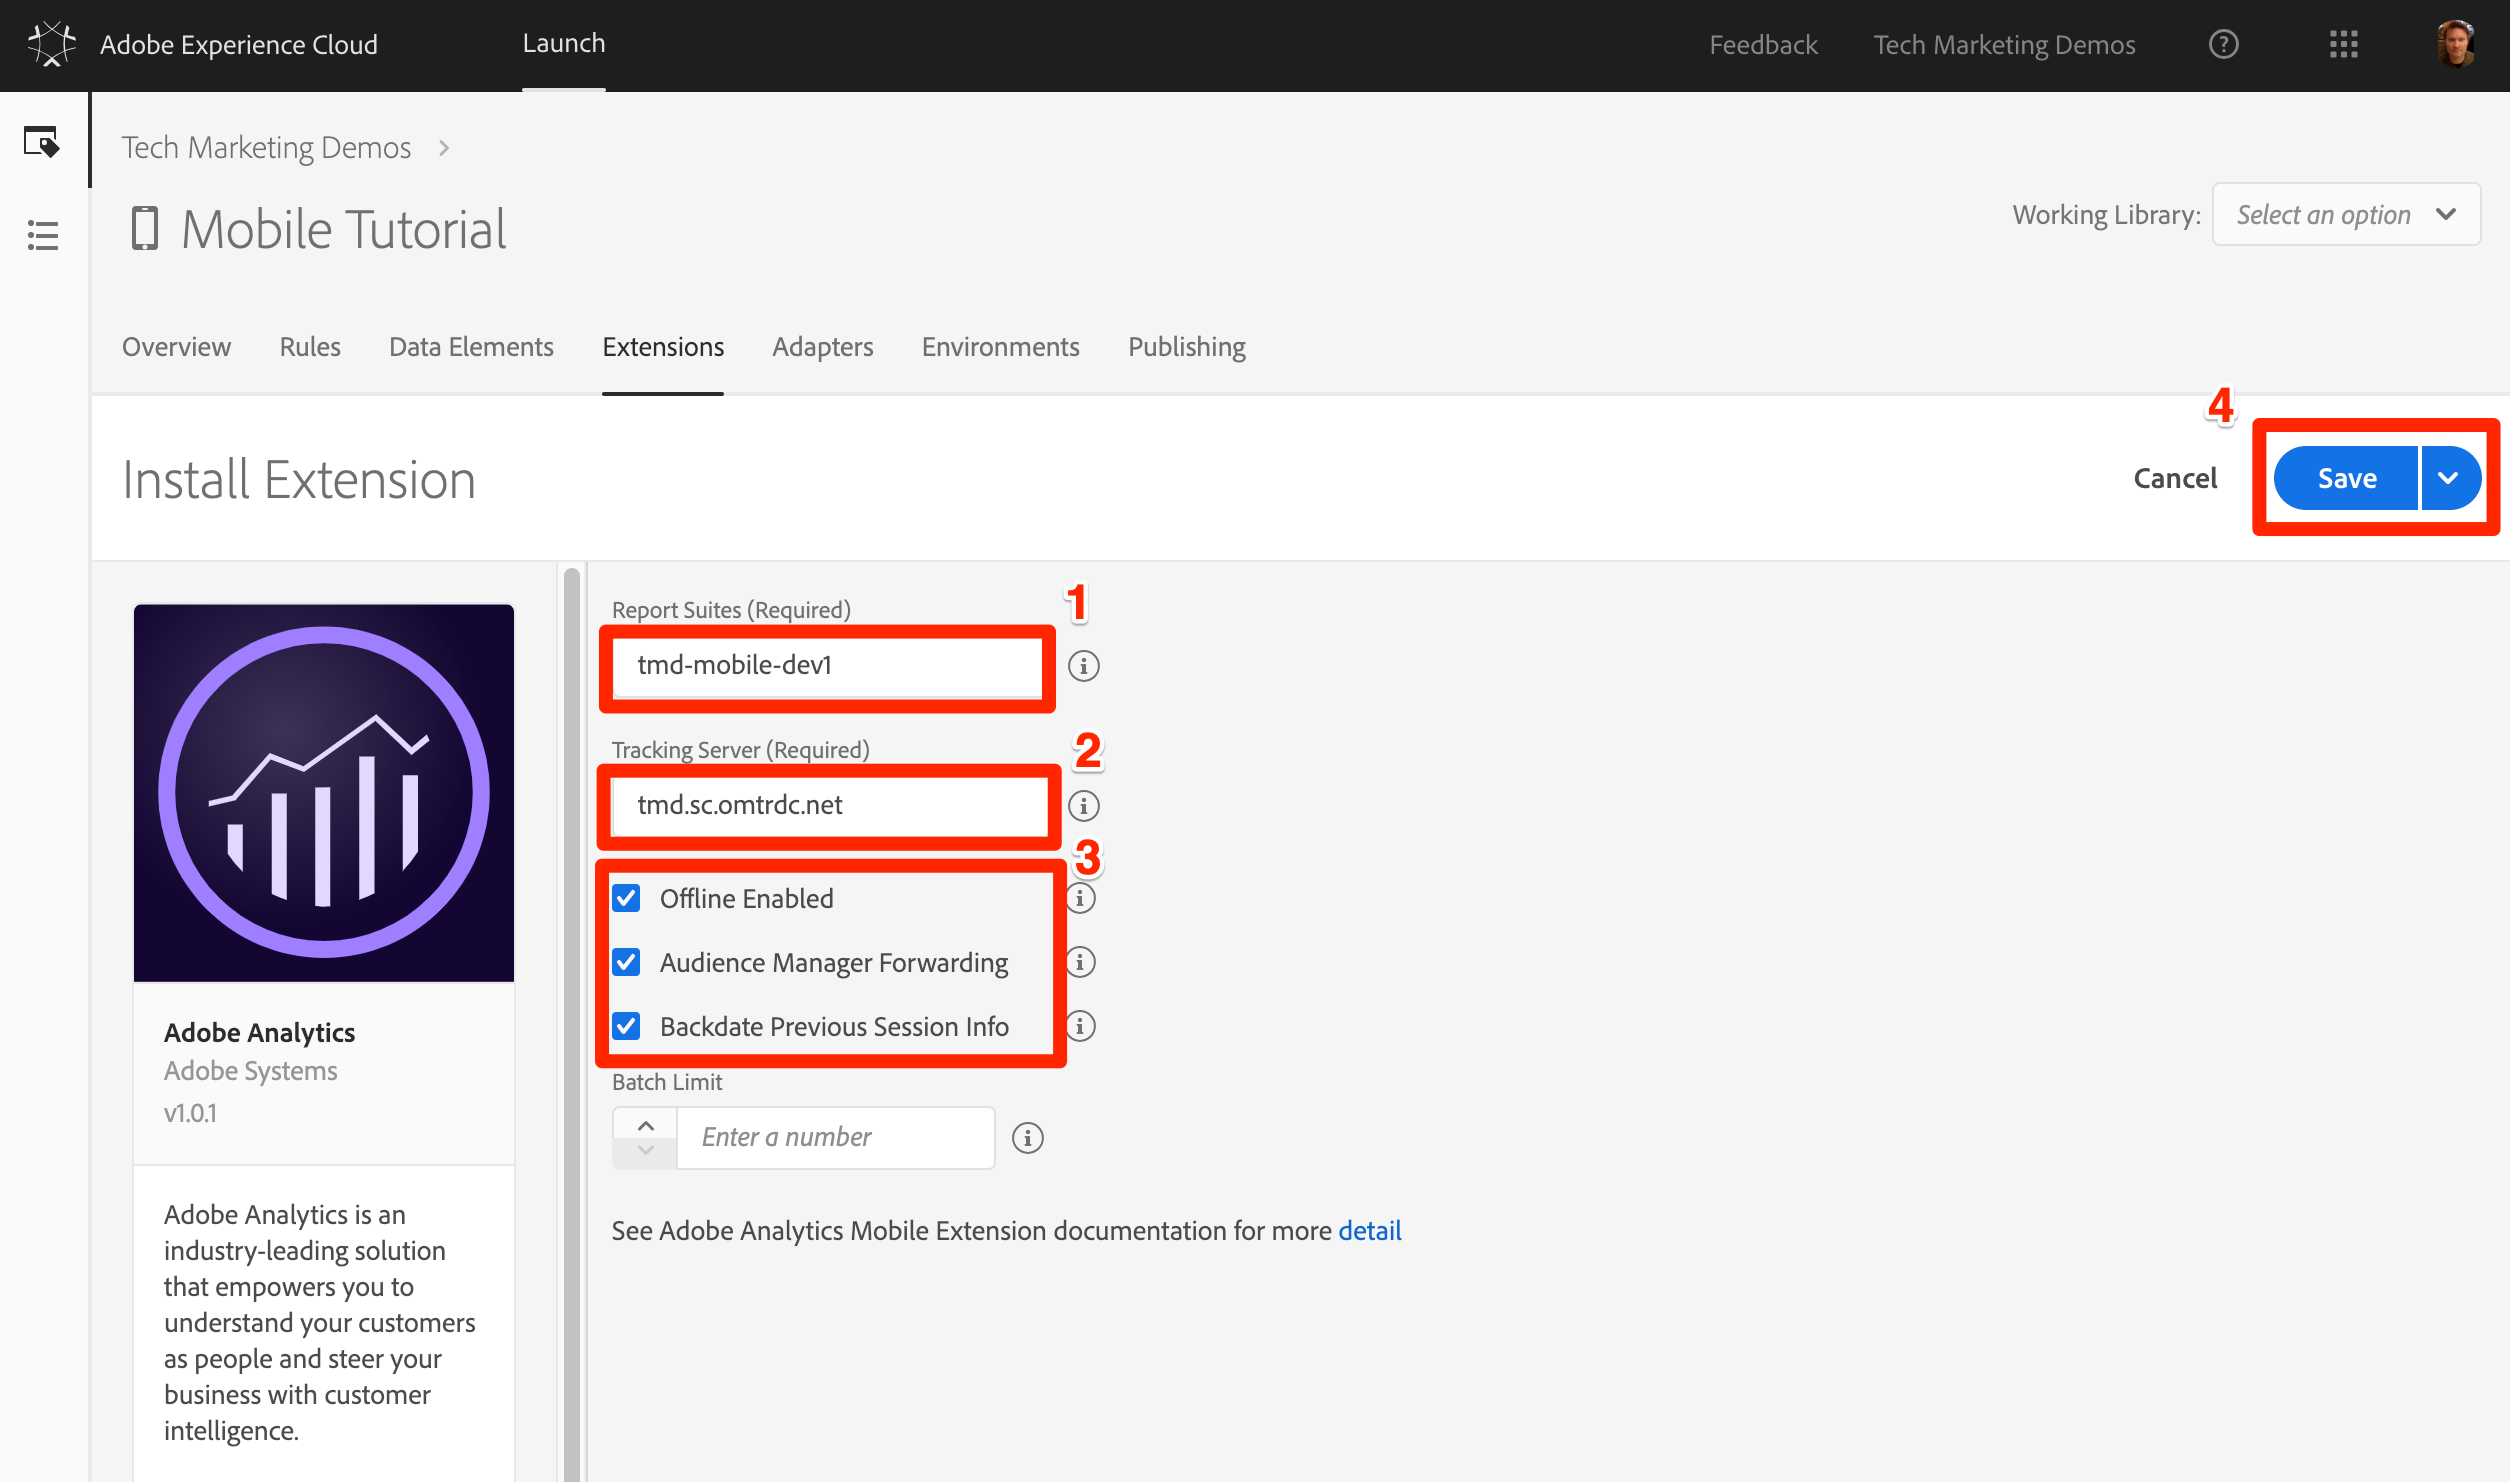 Adobe Experience Cloud
Launch
Feedback
Tech Marketing Demos
Tech Marketing Demos
Mobile Tutorial
Working Library:
Select an option
Overview
Rules
Data Elements
Extensions
Adapters
Environments
Publishing
4
Install Extension
Cancel
Save
Report Suites (Required)
1
tmd-mobile-dev1
Tracking Server (Required)
2
tmd.sc.omtrdc.net
3
Offline Enabled
Audience Manager Forwarding
Backdate Previous Session Info
Batch Limit
Enter a number
See Adobe Analytics Mobile Extension documentation for more detail
Adobe Analytics
Adobe Systems
v1.0.1
Adobe Analytics is an
industry-leading solution
that empowers you to
understand your customers
as people and steer your
business with customer
intelligence.